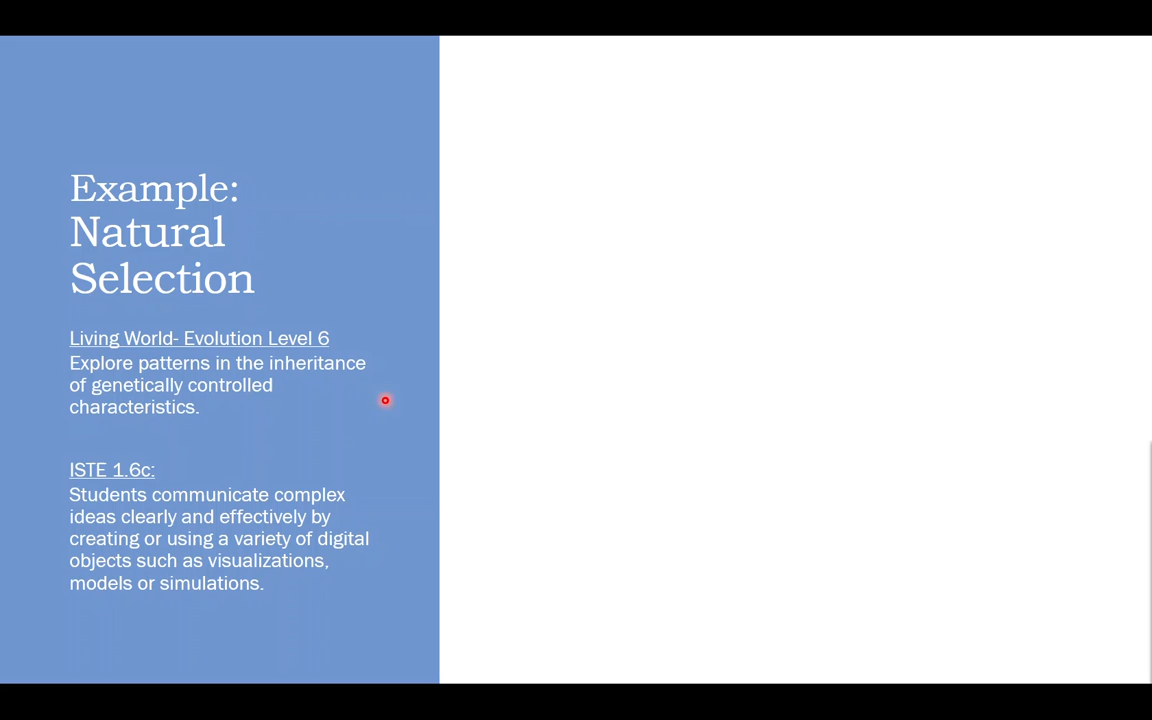 Example:
Natural
Selection
Living World- Evolution Level 6
Explore patterns in the inheritance
of genetically controlled
characteristics.
ISTE 1.6c:
Students communicate complex
ideas clearly and effectively by
creating or using a variety of digital
objects such as visualizations,
models or simulations.